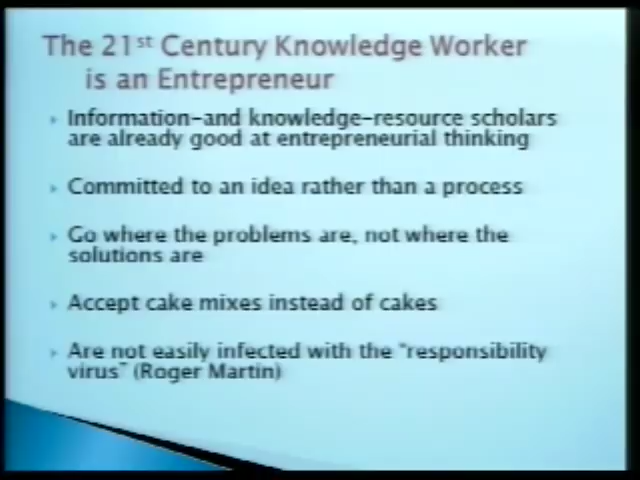 The 21st Century Knowledge Worker
is an Entrepreneur
Information-and knowledge-resource scholars
are already good at entrepreneurial thinking
Committed to an idea rather than a process
Go where the problems are, not where the
solutions are
Accept cake mixes instead of cakes
Are not easily infected with the "responsibility
virus" (Roger Martin)